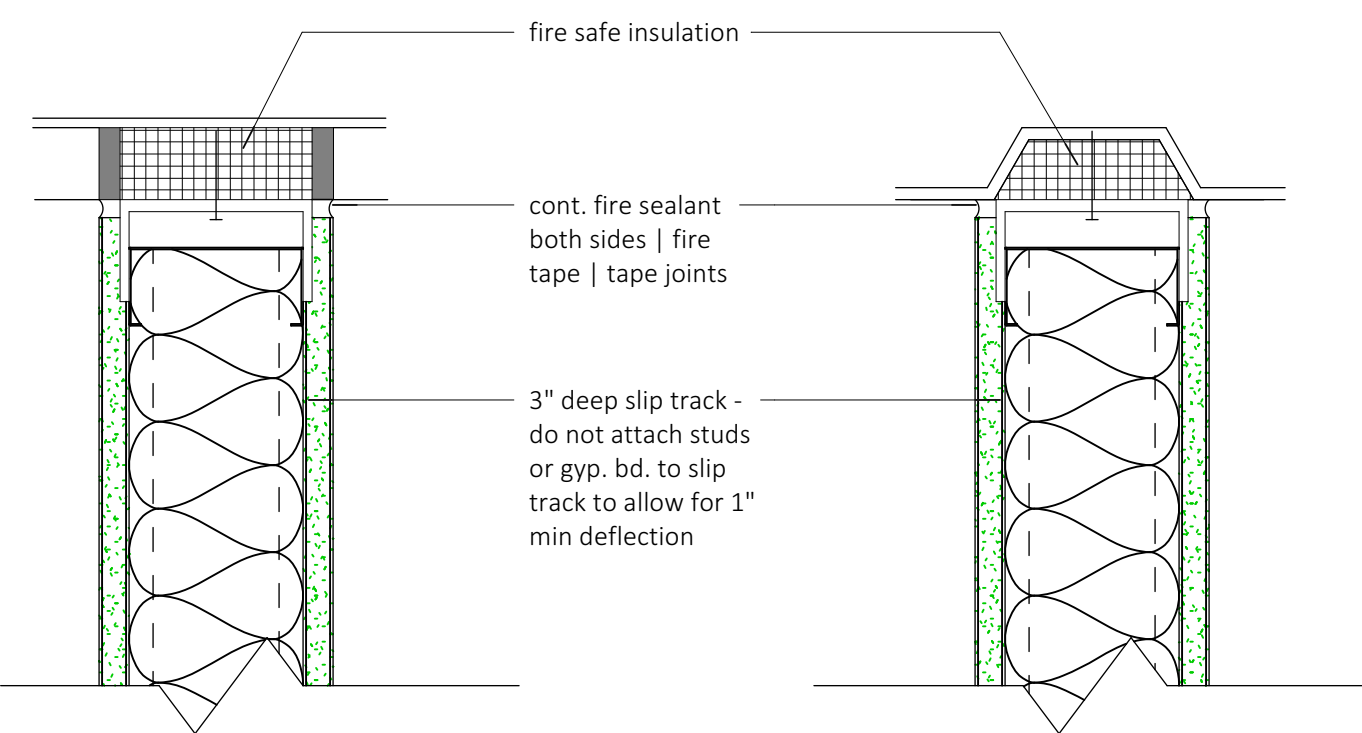 fire safe insulation
cont. fire sealant
both sides | fire
tape | tape joints
3" deep slip track -
do not attach studs
or gyp. bd. to slip
track to allow for 1"
min deflection